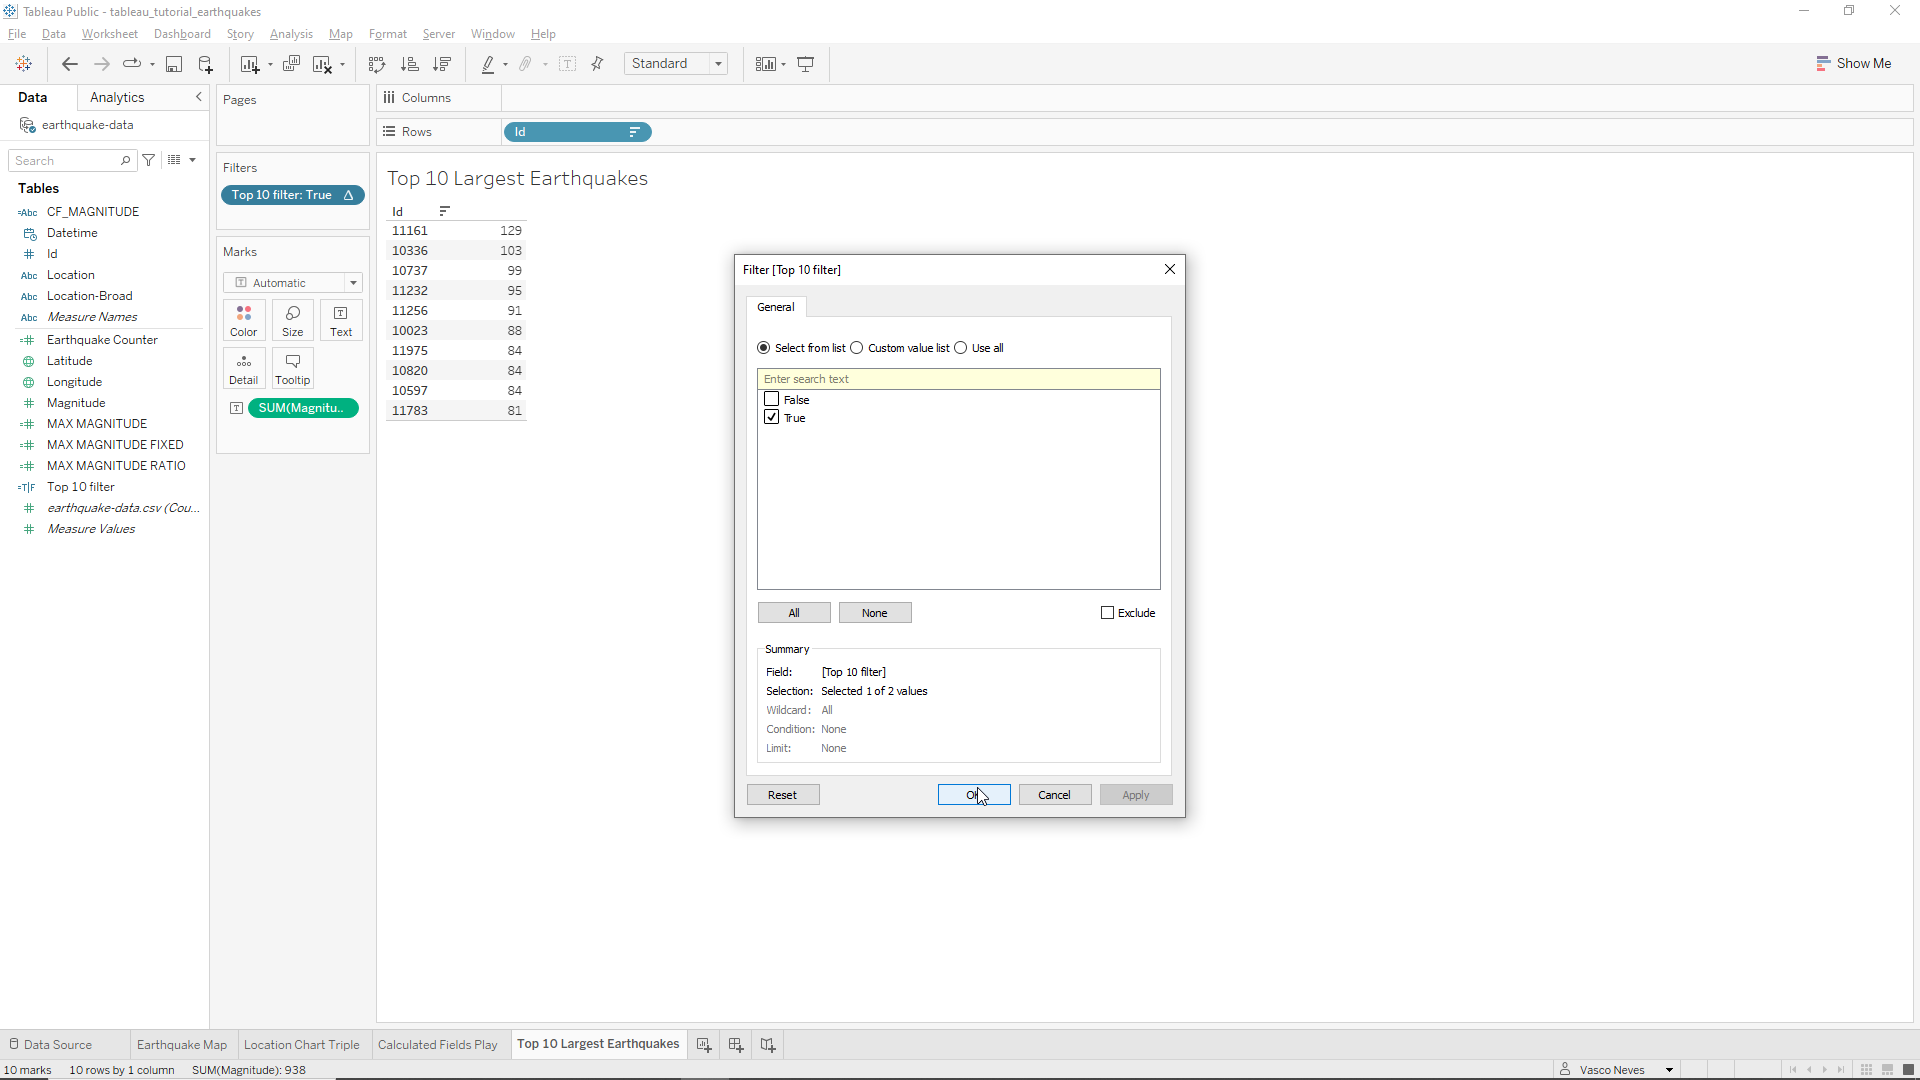 Tableau Public - tableau_tutorial_earthquakes
File Data Worksheet Dashboard Story Analysis Map Format Server Window Help
Standard
Show Me
Data Analytics
Pages
Columns
earthquake-data
Rows
Id
Search
Filters
Top 10 filter: True
Tables
Abc CF_MAGNITUDE
Datetime
Id
Abc Location
Abc Location-Broad
Abc Measure Names
Earthquake Counter
Latitude
Longitude
Magnitude
MAX MAGNITUDE
MAX MAGNITUDE FIXED
MAX MAGNITUDE RATIO
T|F Top 10 filter
earthquake-data.csv (Cou...
Measure Values
Marks
Automatic
Color Size Text
Detail Tooltip
SUM(Magnitu..
Top 10 Largest Earthquakes
Id
11161 129
10336 103
10737 99
11232 95
11256 91
10023 88
11975 84
10820 84
10597 84
11783 81
Filter [Top 10 filter]
General
Select from list Custom value list Use all
Enter search text
False
True
All None Exclude
Summary
Field: [Top 10 filter]
Selection: Selected 1 of 2 values
Wildcard: All
Condition: None
Limit: None
Reset OK Cancel Apply
Data Source Earthquake Map Location Chart Triple Calculated Fields Play Top 10 Largest Earthquakes
10 marks 10 rows by 1 column SUM(Magnitude): 938
Vasco Neves